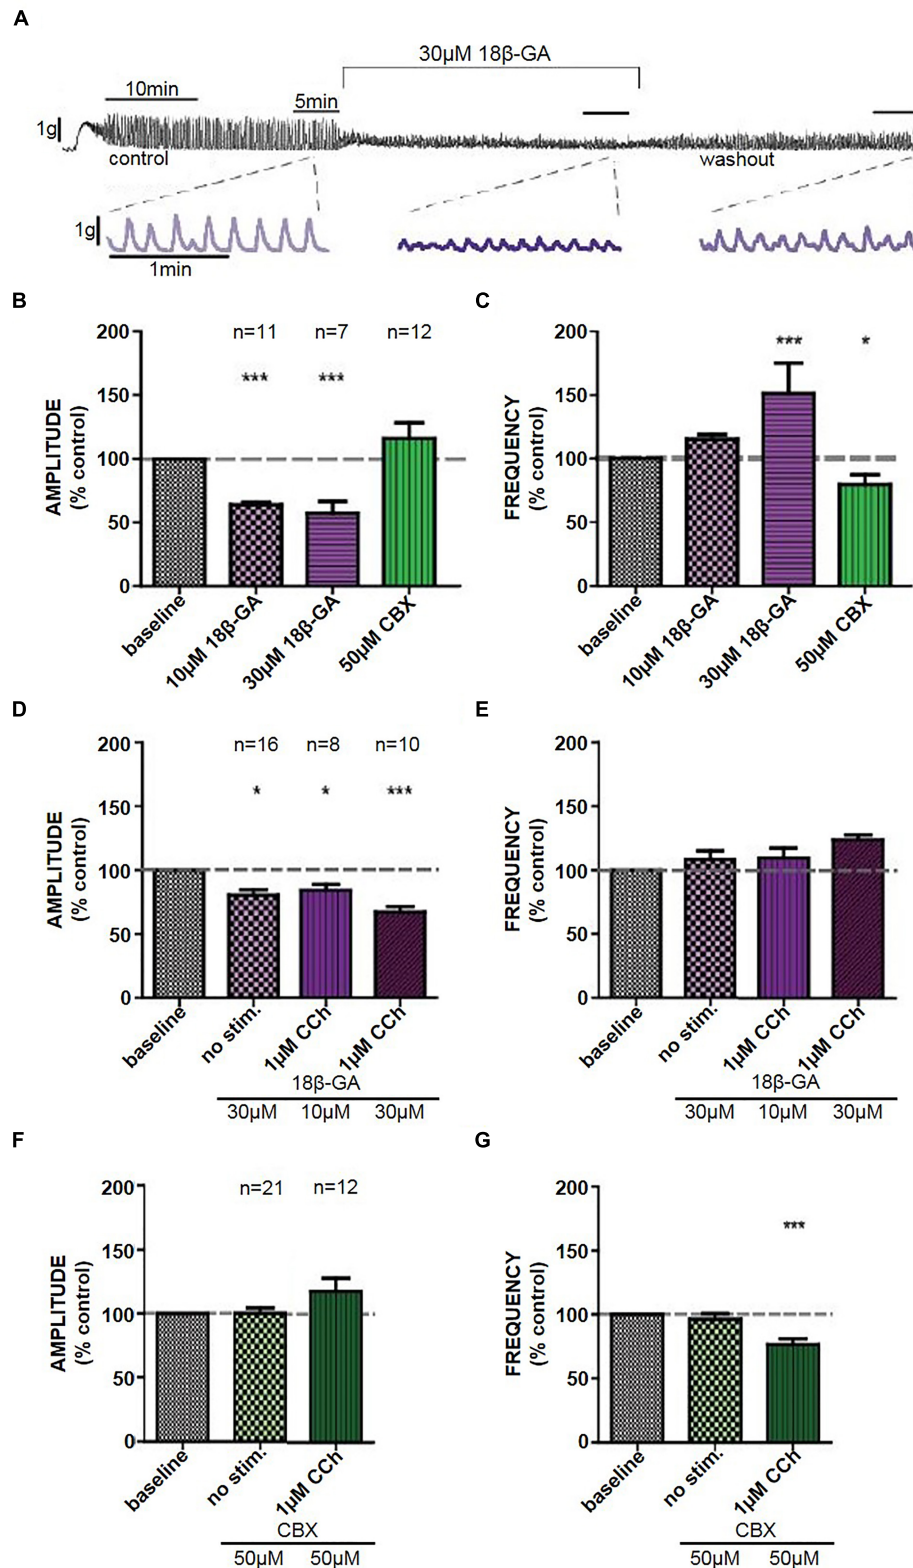 A
30µM 18β-GA
10min
5min
1g
control
washout
1g
1min
B
C
200
n=11
n=7
n=12
***
***
150
AMPLITUDE
(% control)
100
50
0
baseline
10µM 18β-GA
30µM 18β-GA
50µM CBX
200
***
*
150
FREQUENCY
(% control)
100
50
0
baseline
10µM 18β-GA
30µM 18β-GA
50µM CBX
D
E
200
n=16
n=8
n=10
*
*
***
150
AMPLITUDE
(% control)
100
50
0
baseline
no stim.
1µM CCh
1µM CCh
18β-GA
30µM 10µM 30µM
200
150
FREQUENCY
(% control)
100
50
0
baseline
no stim.
1µM CCh
1µM CCh
18β-GA
30µM 10µM 30µM
F
G
200
n=21
n=12
150
AMPLITUDE
(% control)
100
50
0
baseline
no stim.
1µM CCh
CBX
50µM 50µM
200
***
150
FREQUENCY
(% control)
100
50
0
baseline
no stim.
1µM CCh
CBX
50µM 50µM